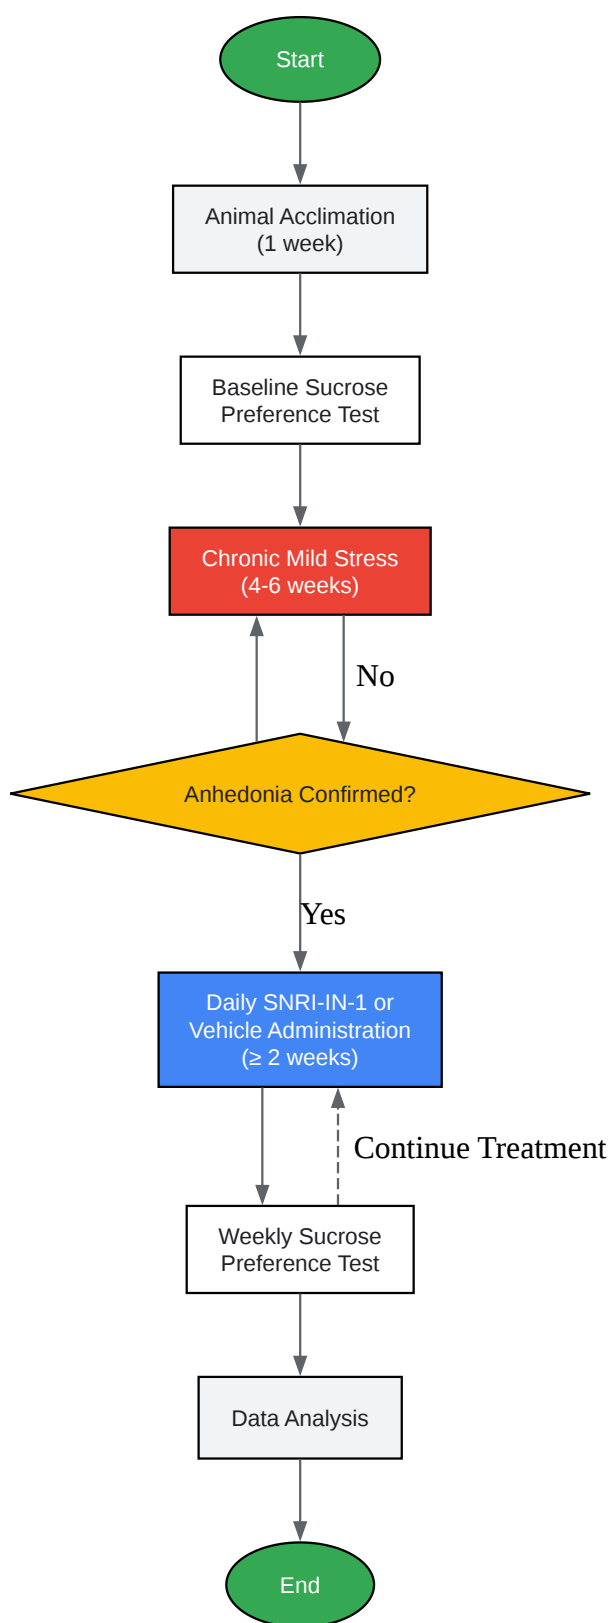 Start
Animal Acclimation
(1 week)
Baseline Sucrose
Preference Test
Chronic Mild Stress
(4-6 weeks)
No
Anhedonia Confirmed?
Yes
Daily SNRI-IN-1 or
Vehicle Administration
(≥ 2 weeks)
Continue Treatment
Weekly Sucrose
Preference Test
Data Analysis
End